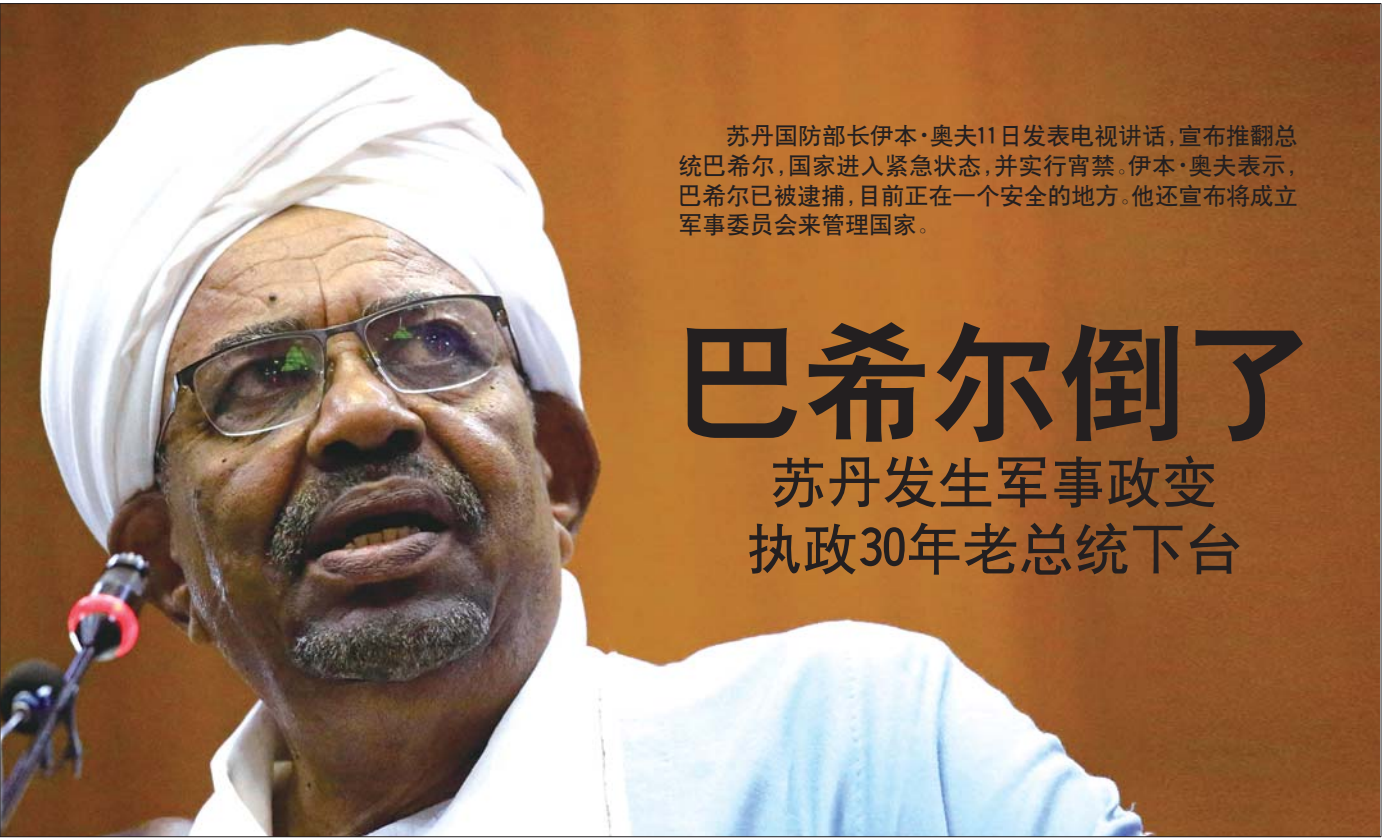 苏丹国防部长伊本·奥夫11日发表电视讲话,宣布推翻总
统巴希尔,国家进入紧急状态,并实行宵禁。伊本·奥夫表示,
巴希尔已被逮捕,目前正在一个安全的地方。他还宣布将成立
军事委员会来管理国家。
巴希尔倒了
苏丹发生军事政变
执政30年老总统下台